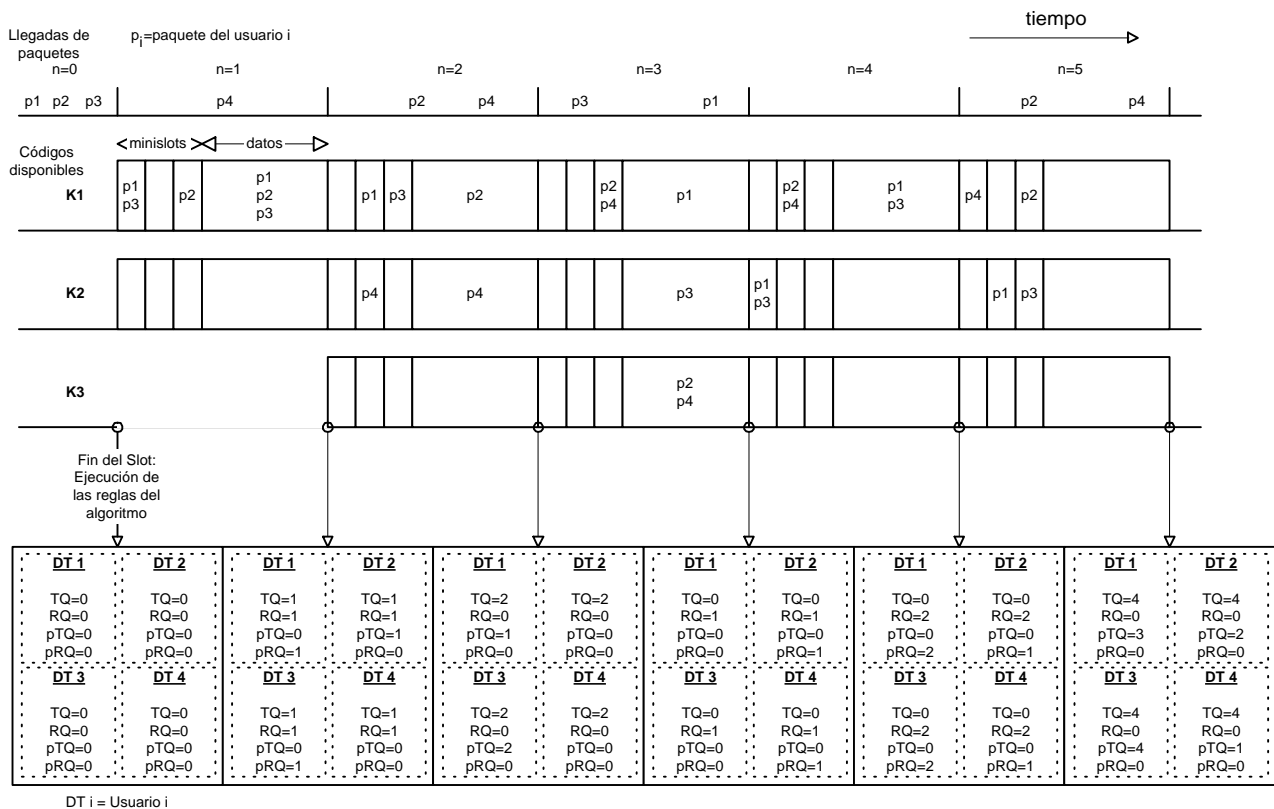 tiempo
Llegadas de
paquetes
pi=paquete del usuario i
n=0 n=1 n=2 n=3 n=4 n=5
p1 p2 p3 p4 p2 p4 p3 p1 p2 p4
minislots datos
Códigos
disponibles
K1
p1
p3
p2
p1
p2
p3
p1 p3 p2
p2
p4
p1
p2
p4
p1
p3
p4 p2
K2
p4 p4 p3
p1
p3
p1 p3
K3
p2
p4
Fin del Slot:
Ejecución de
las reglas del
algoritmo
DT 1 DT 2 DT 1 DT 2 DT 1 DT 2 DT 1 DT 2 DT 1 DT 2 DT 1 DT 2
TQ=0 TQ=0 TQ=1 TQ=1 TQ=2 TQ=2 TQ=0 TQ=0 TQ=0 TQ=0 TQ=4 TQ=4
RQ=0 RQ=0 RQ=1 RQ=1 RQ=0 RQ=0 RQ=1 RQ=1 RQ=2 RQ=2 RQ=0 RQ=0
pTQ=0 pTQ=0 pTQ=0 pTQ=1 pTQ=1 pTQ=0 pTQ=0 pTQ=0 pTQ=0 pTQ=0 pTQ=3 pTQ=2
pRQ=0 pRQ=0 pRQ=1 pRQ=0 pRQ=0 pRQ=0 pRQ=0 pRQ=1 pRQ=2 pRQ=1 pRQ=0 pRQ=0
DT 3 DT 4 DT 3 DT 4 DT 3 DT 4 DT 3 DT 4 DT 3 DT 4 DT 3 DT 4
TQ=0 TQ=0 TQ=1 TQ=1 TQ=2 TQ=2 TQ=0 TQ=0 TQ=0 TQ=0 TQ=4 TQ=4
RQ=0 RQ=0 RQ=1 RQ=1 RQ=0 RQ=0 RQ=1 RQ=1 RQ=2 RQ=2 RQ=0 RQ=0
pTQ=0 pTQ=0 pTQ=0 pTQ=0 pTQ=2 pTQ=0 pTQ=0 pTQ=0 pTQ=0 pTQ=0 pTQ=4 pTQ=1
pRQ=0 pRQ=0 pRQ=1 pRQ=0 pRQ=0 pRQ=0 pRQ=0 pRQ=1 pRQ=2 pRQ=1 pRQ=0 pRQ=0
DT i = Usuario i